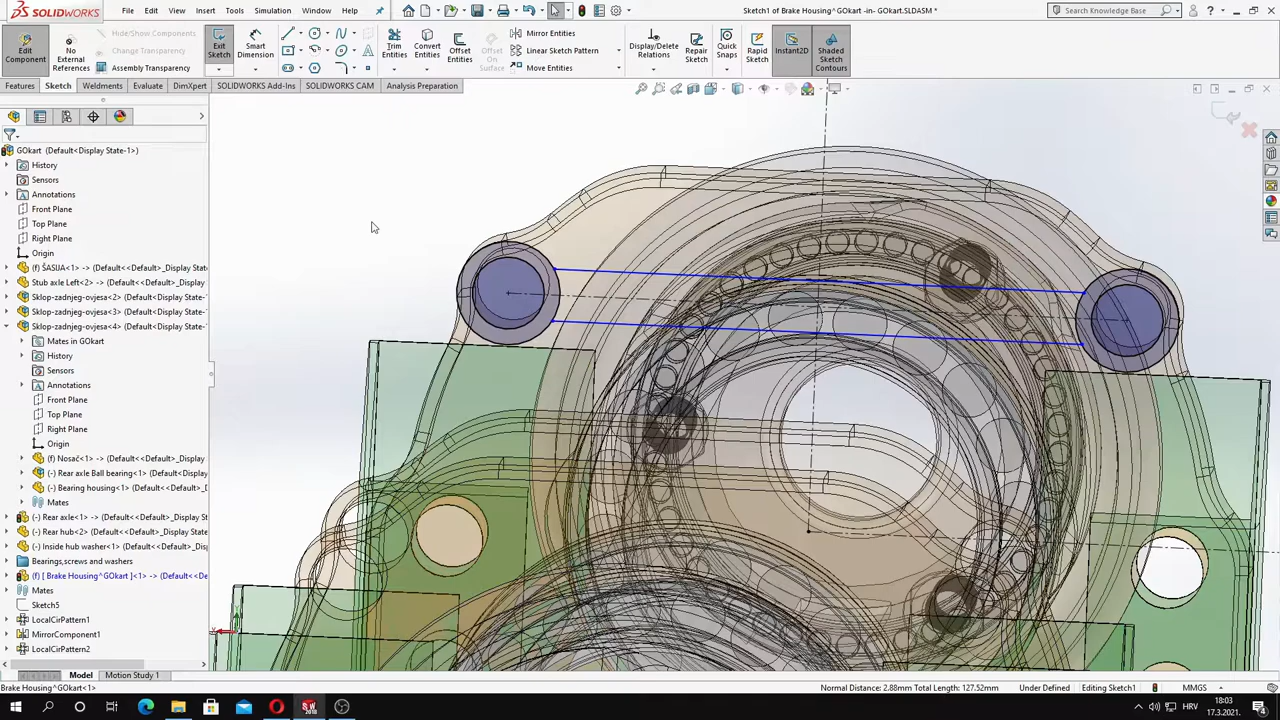 SOLIDWORKS
File
Edit
View
Insert
Tools
Simulation
Window
Help
Sketch1 of Brake Housing^GOkart -in- GOkart.SLDASM *
Search Knowledge Base
Edit Component
No External References
Hide/Show Components
Change Transparency
Assembly Transparency
Exit Sketch
Smart Dimension
Trim Entities
Convert Entities
Offset Entities
Offset On Surface
Mirror Entities
Linear Sketch Pattern
Move Entities
Display/Delete Relations
Repair Sketch
Quick Snaps
Rapid Sketch
Instant2D
Shaded Sketch Contours
Features
Sketch
Weldments
Evaluate
DimXpert
SOLIDWORKS Add-Ins
SOLIDWORKS CAM
Analysis Preparation
GOkart (Default<Display State-1>)
History
Sensors
Annotations
Front Plane
Top Plane
Right Plane
Origin
(f) ŠASIJA<1> -> (Default<<Default>_Display Stat
Stub axle Left<2> (Default<<Default>_Display Sta
Sklop-zadnjeg-ovjesa<2> (Default<Display State-1
Sklop-zadnjeg-ovjesa<3> (Default<Display State-1
Sklop-zadnjeg-ovjesa<4> (Default<Display State-1
Mates in GOkart
History
Sensors
Annotations
Front Plane
Top Plane
Right Plane
Origin
(f) Nosač<1> -> (Default<<Default>_Display S
(-) Rear axle Ball bearing<1> (Default<Display
(-) Bearing housing<1> (Default<<Default>_D
Mates
(-) Rear axle<1> -> (Default<<Default>_Display St
(-) Rear hub<2> (Default<<Default>_Display State
(-) Inside hub washer<1> (Default<<Default>_Disp
Bearings,screws and washers
(f) [ Brake Housing^GOkart ]<1> -> (Default<<De
Mates
Sketch5
LocalCirPattern1
MirrorComponent1
LocalCirPattern2
Model
Motion Study 1
Brake Housing^GOkart<1>
Normal Distance: 2.88mm Total Length: 127.52mm
Under Defined
Editing Sketch1
MMGS
HRV
18:03
17.3.2021.